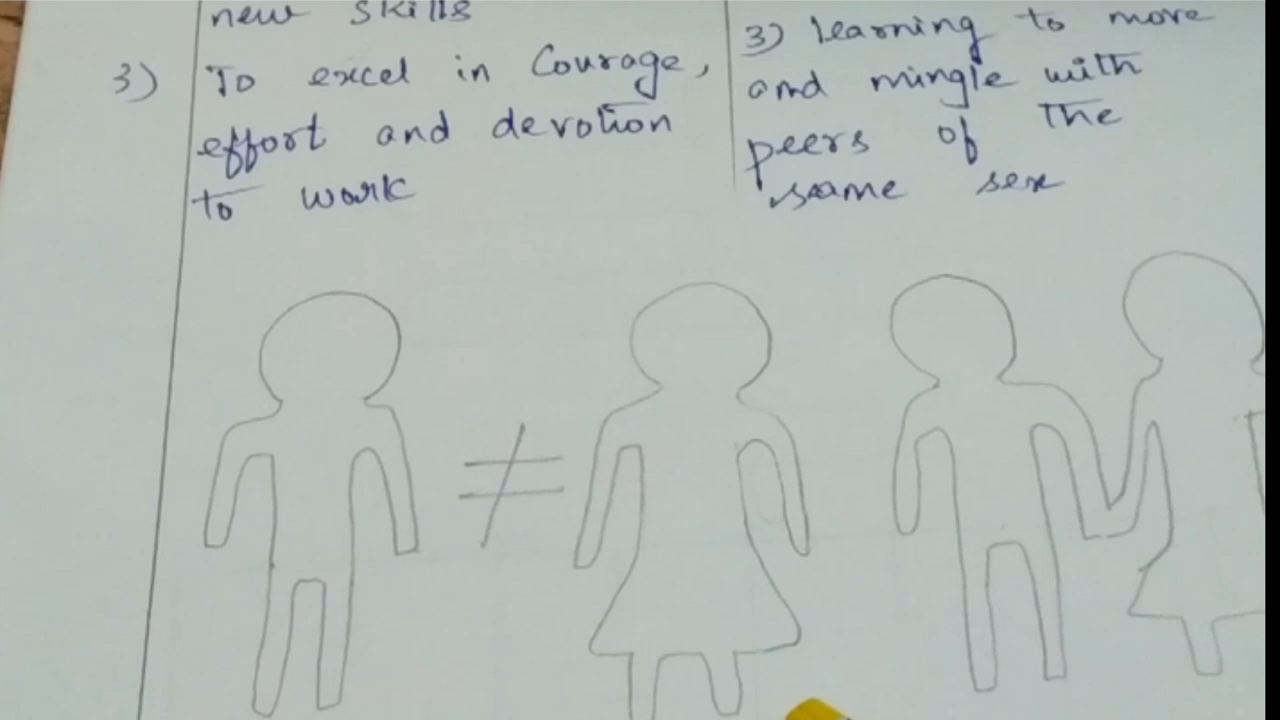 new skills
3) To excel in Courage,
effort and devotion
to work
3) learning to move
and mingle with
peers of the
same sex
≠